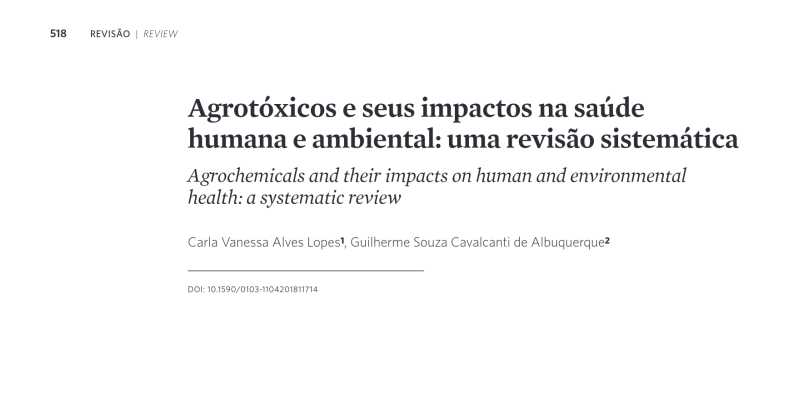 518 REVISÃO | REVIEW
Agrotóxicos e seus impactos na saúde
humana e ambiental: uma revisão sistemática
Agrochemicals and their impacts on human and environmental
health: a systematic review
Carla Vanessa Alves Lopes1, Guilherme Souza Cavalcanti de Albuquerque2
DOI: 10.1590/0103-1104201811714